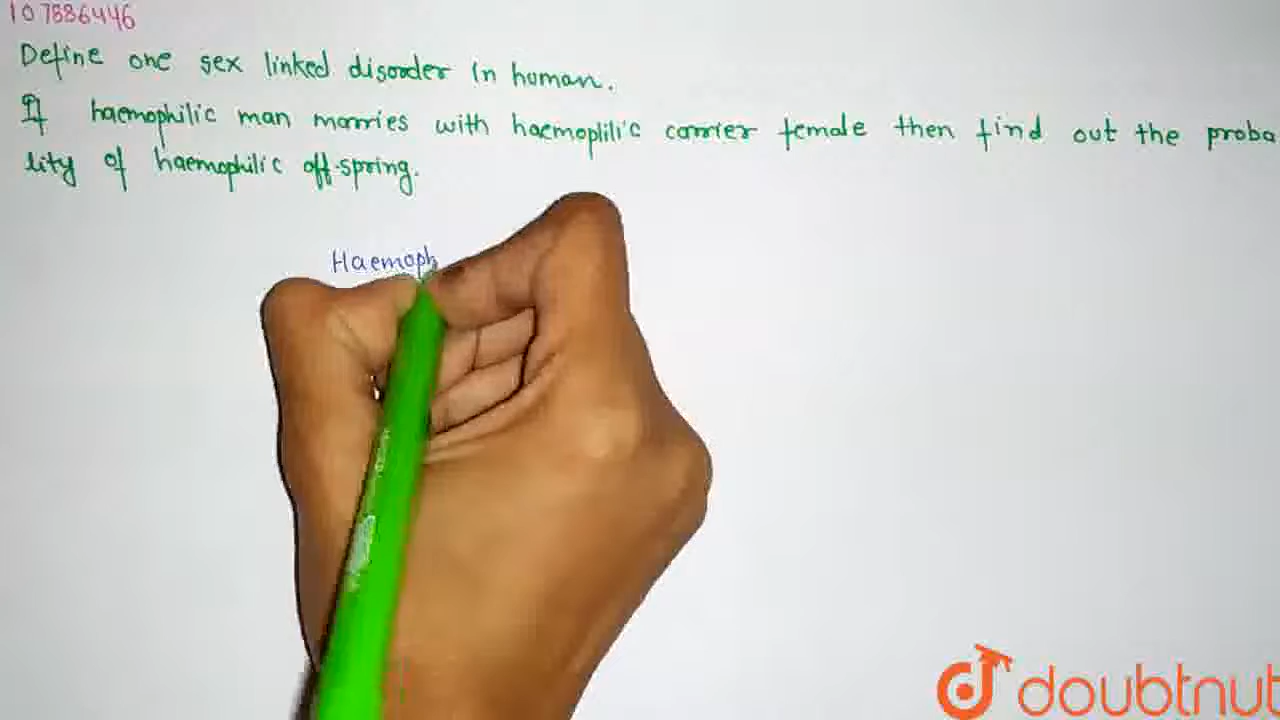 107886446
Define one sex linked disorder in human.
If haemophilic man marries with haemoplilic carrier female then find out the proba
lity of haemophilic off-spring.
Haemoph
doubtnut